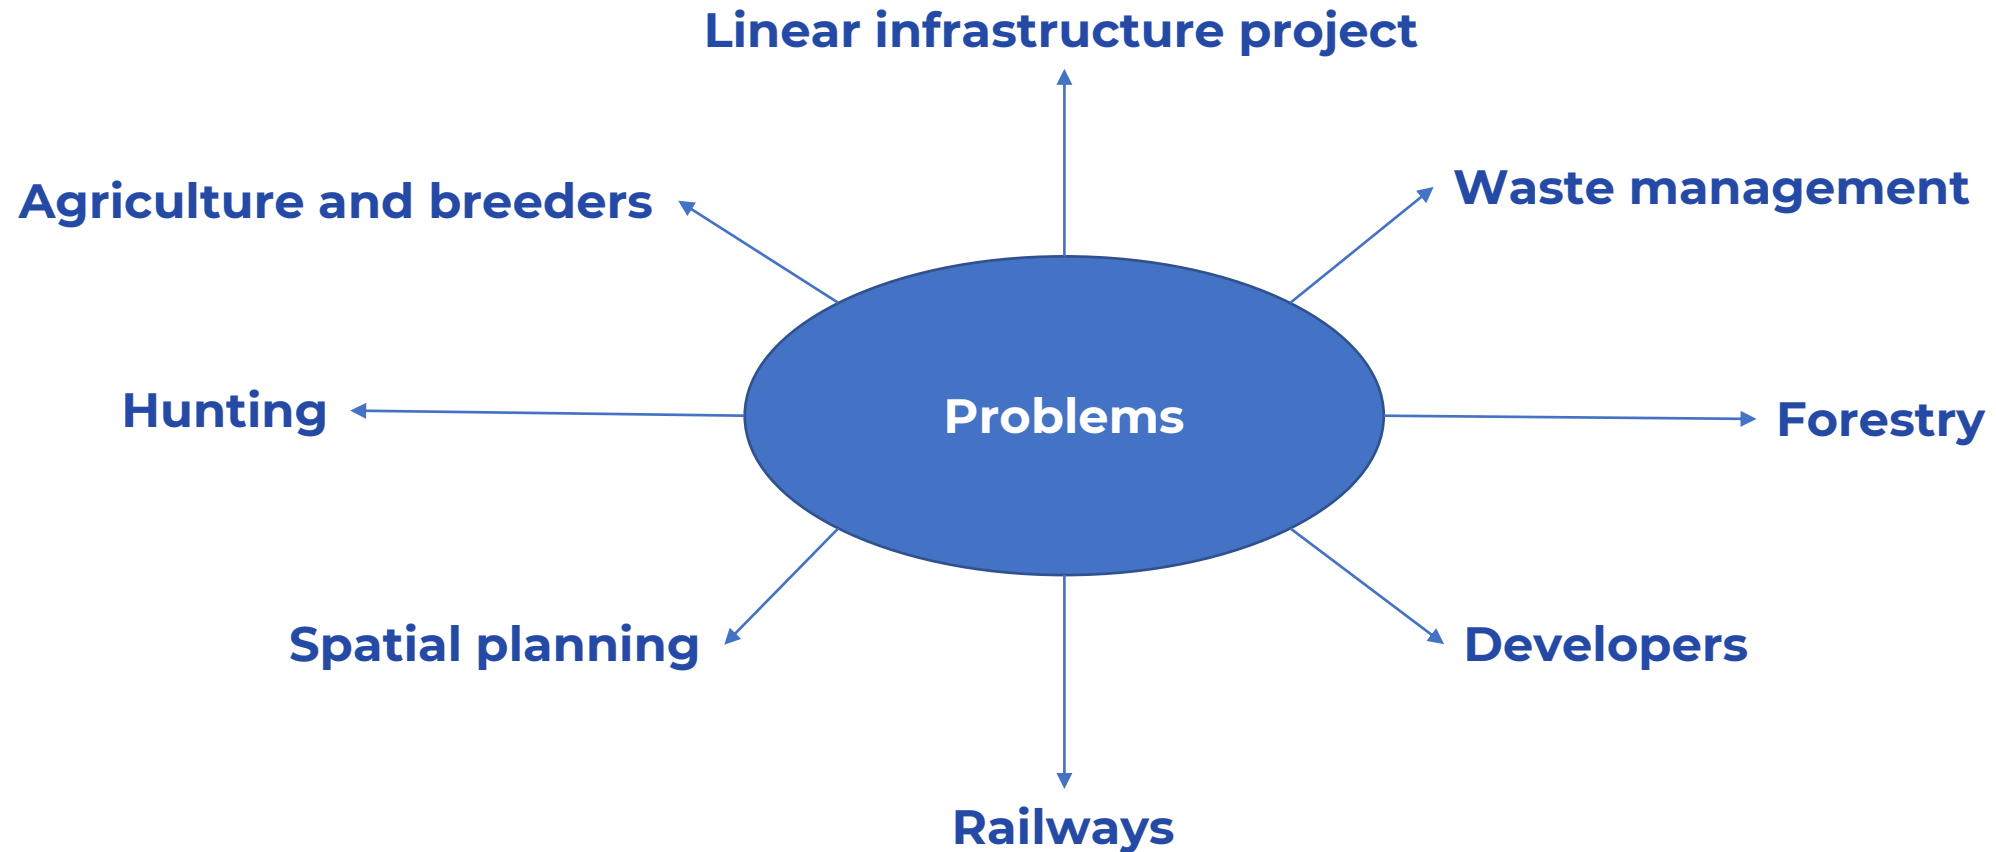 Linear infrastructure project
Agriculture and breeders
Waste management
Hunting
Problems
Forestry
Spatial planning
Developers
Railways